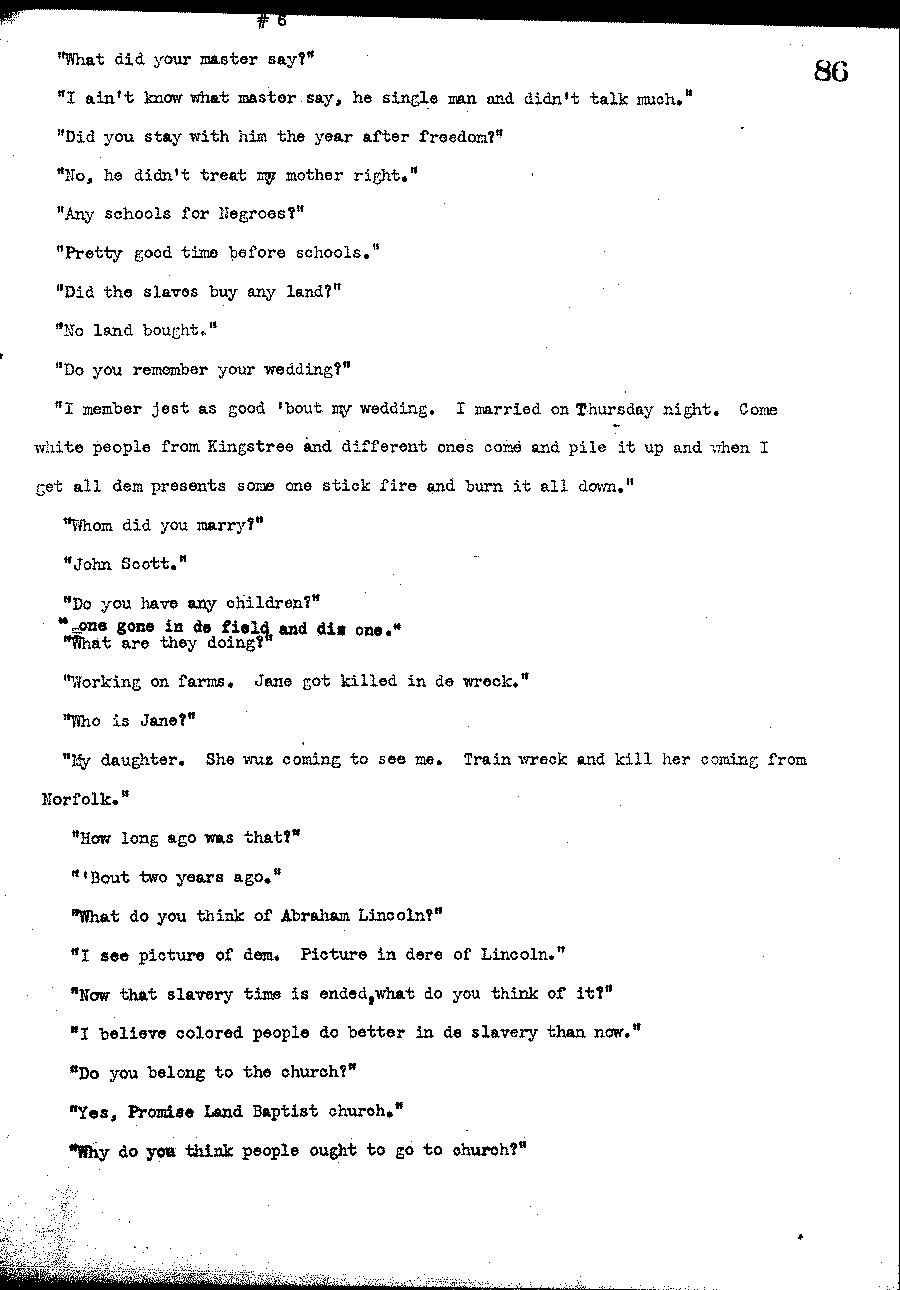 # 6
86
"What did your master say?"
"I ain't know what master say, he single man and didn't talk much."
"Did you stay with him the year after freedom?"
"No, he didn't treat my mother right."
"Any schools for Negroes?"
"Pretty good time before schools."
"Did the slaves buy any land?"
"No land bought."
"Do you remember your wedding?"
"I member jest as good 'bout my wedding. I married on Thursday night. Come
white people from Kingstree and different ones come and pile it up and when I
get all dem presents some one stick fire and burn it all down."
"Whom did you marry?"
"John Scott."
"Do you have any children?"
"one gone in de field and dis one."
"What are they doing?"
"Working on farms. Jane got killed in de wreck."
"Who is Jane?"
"My daughter. She wuz coming to see me. Train wreck and kill her coming from
Norfolk."
"How long ago was that?"
"'Bout two years ago."
"What do you think of Abraham Lincoln?"
"I see picture of dem. Picture in dere of Lincoln."
"Now that slavery time is ended,what do you think of it?"
"I believe colored people do better in de slavery than now."
"Do you belong to the church?"
"Yes, Promise Land Baptist church."
"Why do you think people ought to go to church?"